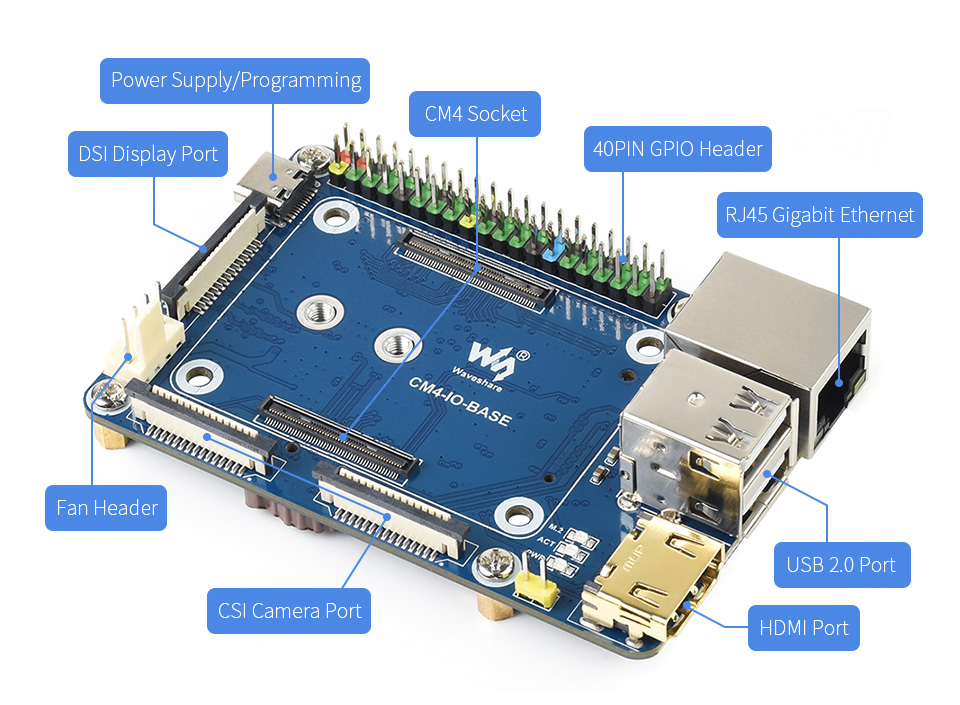 Power Supply/Programming
CM4 Socket
DSI Display Port
40PIN GPIO Header
RJ45 Gigabit Ethernet
W
®
Waveshare
CM4-IO-BASE
Fan Header
M.2
ACT
PWR
USB 2.0 Port
CSI Camera Port
HDMI Port